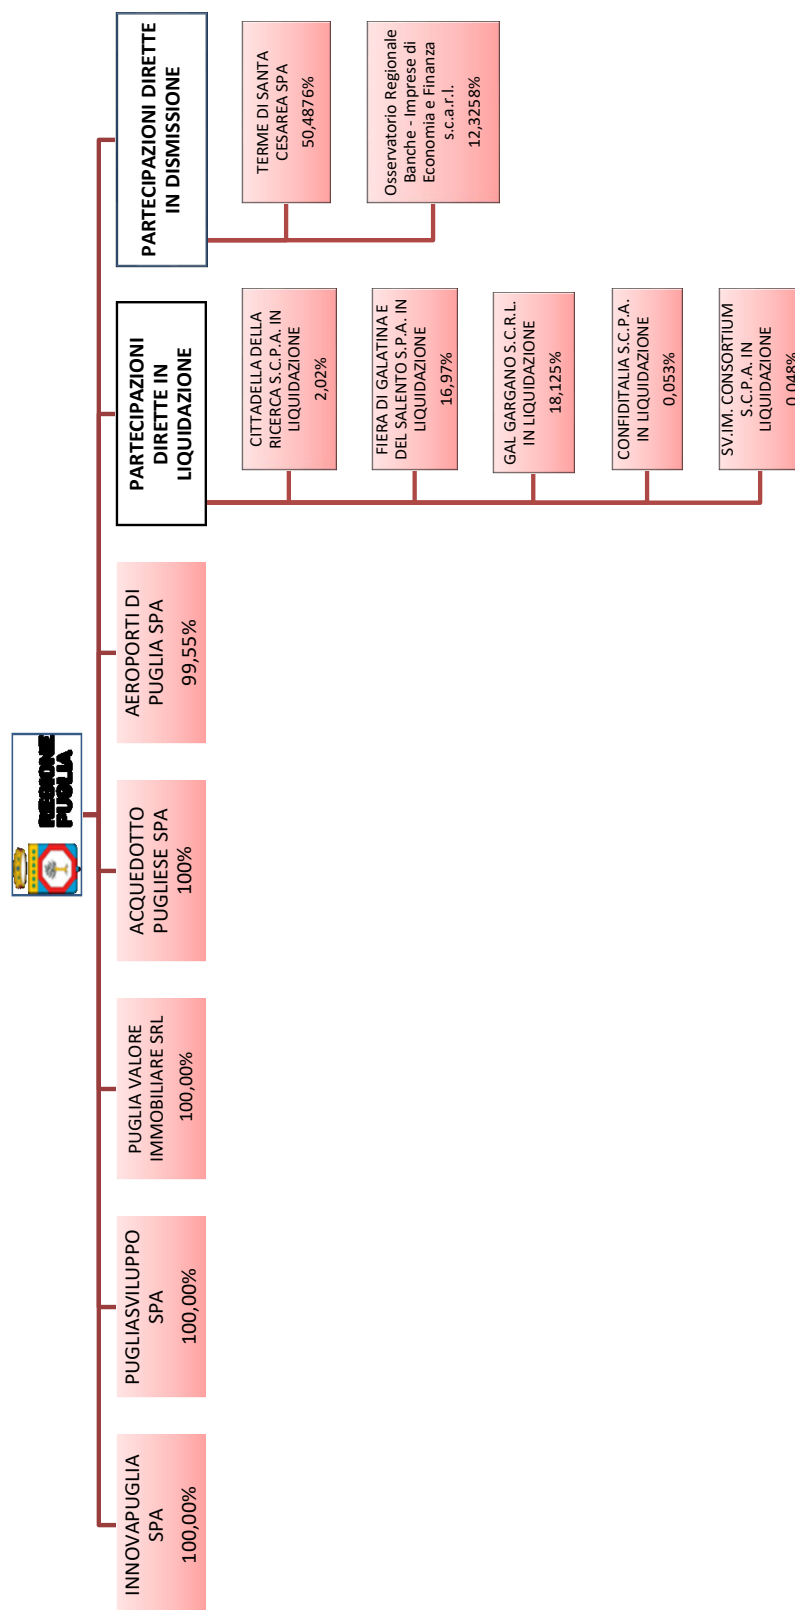 REGIONE
PUGLIA
INNOVAPUGLIA
SPA
100,00%
PUGLIASVILUPPO
SPA
100,00%
PUGLIA VALORE
IMMOBILIARE SRL
100,00%
ACQUEDOTTO
PUGLIESE SPA
100%
AEROPORTI DI
PUGLIA SPA
99,55%
PARTECIPAZIONI
DIRETTE IN
LIQUIDAZIONE
CITTADELLA DELLA
RICERCA S.C.P.A. IN
LIQUIDAZIONE
2,02%
FIERA DI GALATINA E
DEL SALENTO S.P.A. IN
LIQUIDAZIONE
16,97%
GAL GARGANO S.C.R.L.
IN LIQUIDAZIONE
18,125%
CONFIDITALIA S.C.P.A.
IN LIQUIDAZIONE
0,053%
SV.IM. CONSORTIUM
S.C.P.A. IN
LIQUIDAZIONE
0,048%
PARTECIPAZIONI DIRETTE
IN DISMISSIONE
TERME DI SANTA
CESAREA SPA
50,4876%
Osservatorio Regionale
Banche - Imprese di
Economia e Finanza
s.c.a.r.l.
12,3258%